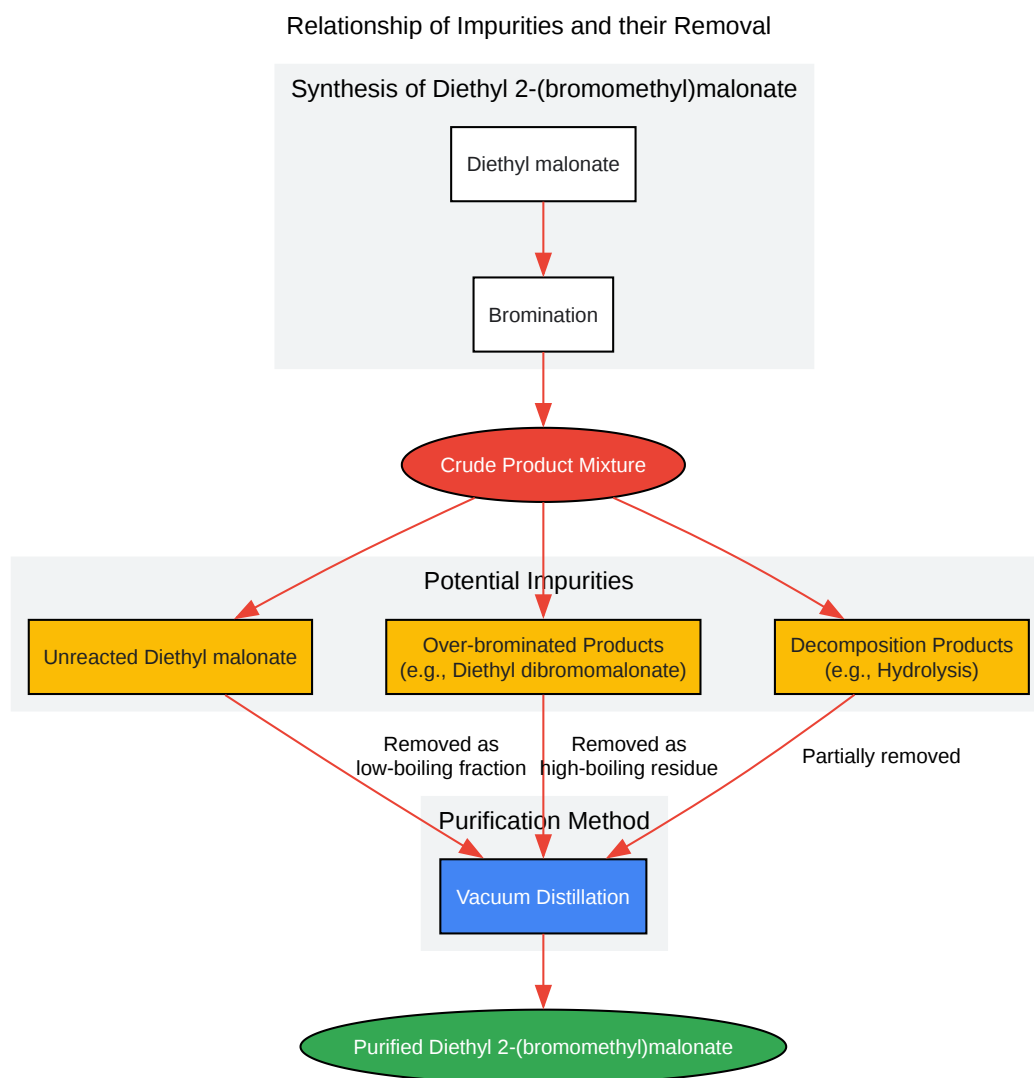 Relationship of Impurities and their Removal
Synthesis of Diethyl 2-(bromomethyl)malonate
Diethyl malonate
Bromination
Crude Product Mixture
Potential Impurities
Unreacted Diethyl malonate
Over-brominated Products
(e.g., Diethyl dibromomalonate)
Decomposition Products
(e.g., Hydrolysis)
Removed as
low-boiling fraction
Removed as
high-boiling residue
Partially removed
Purification Method
Vacuum Distillation
Purified Diethyl 2-(bromomethyl)malonate